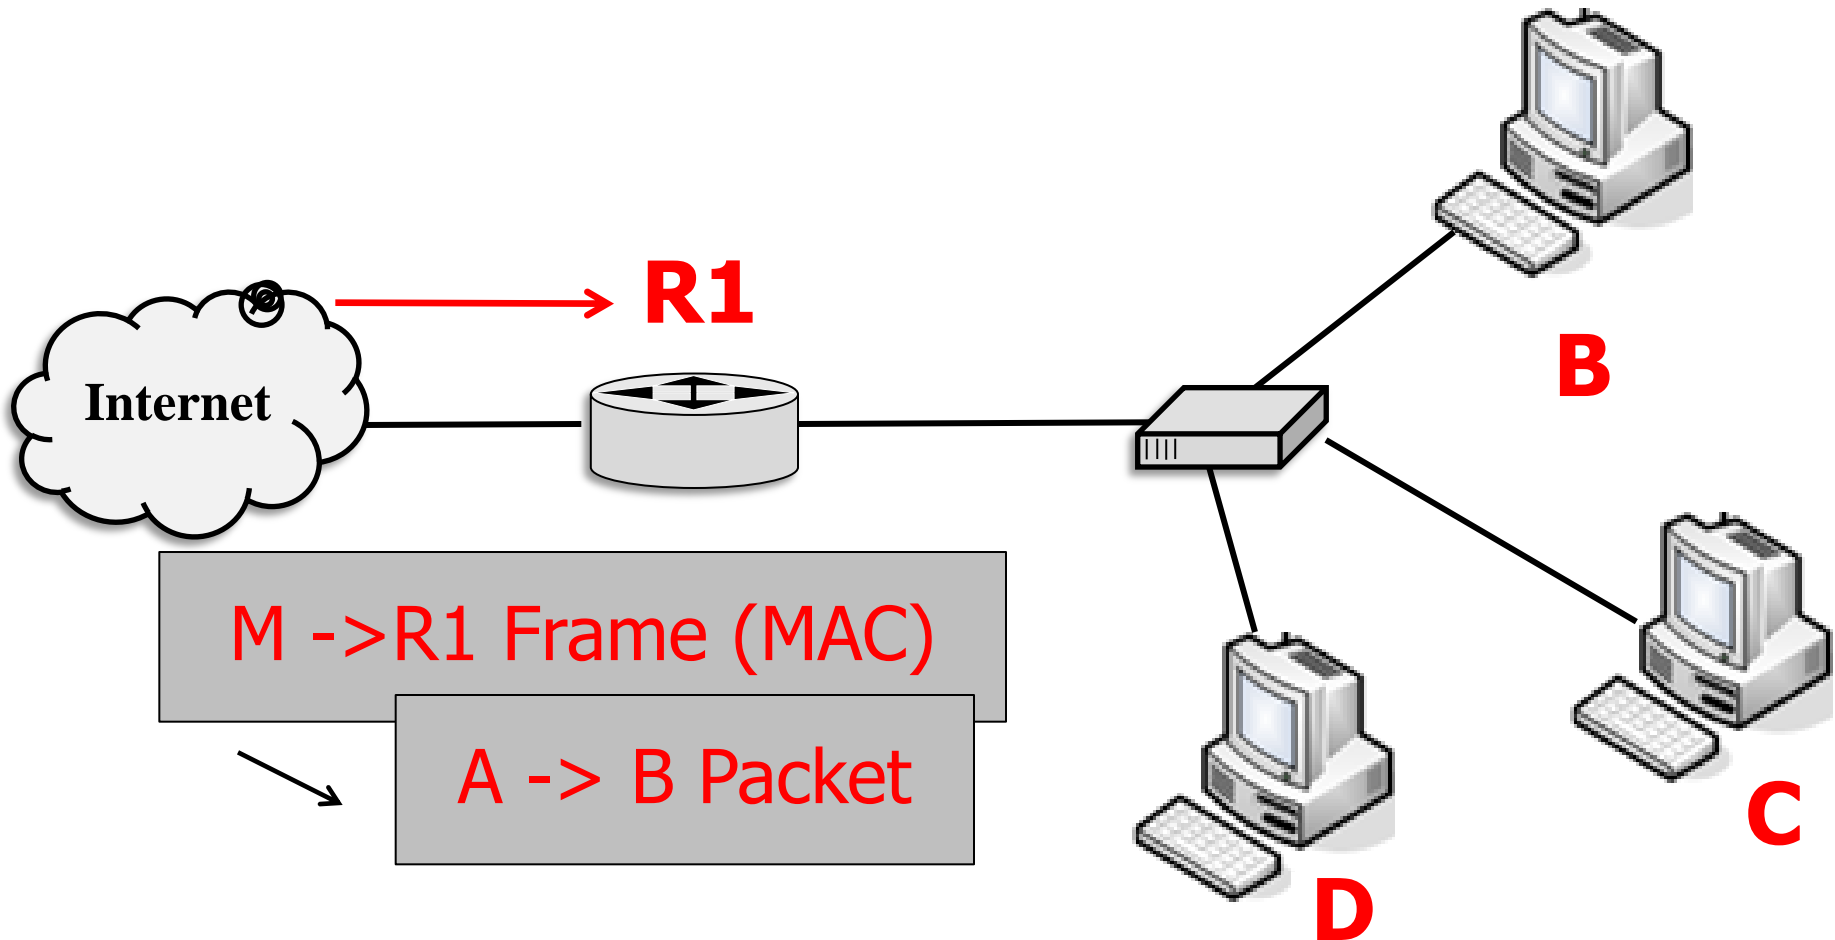 R1
B
Internet
M ->R1 Frame (MAC)
A -> B Packet
C
D